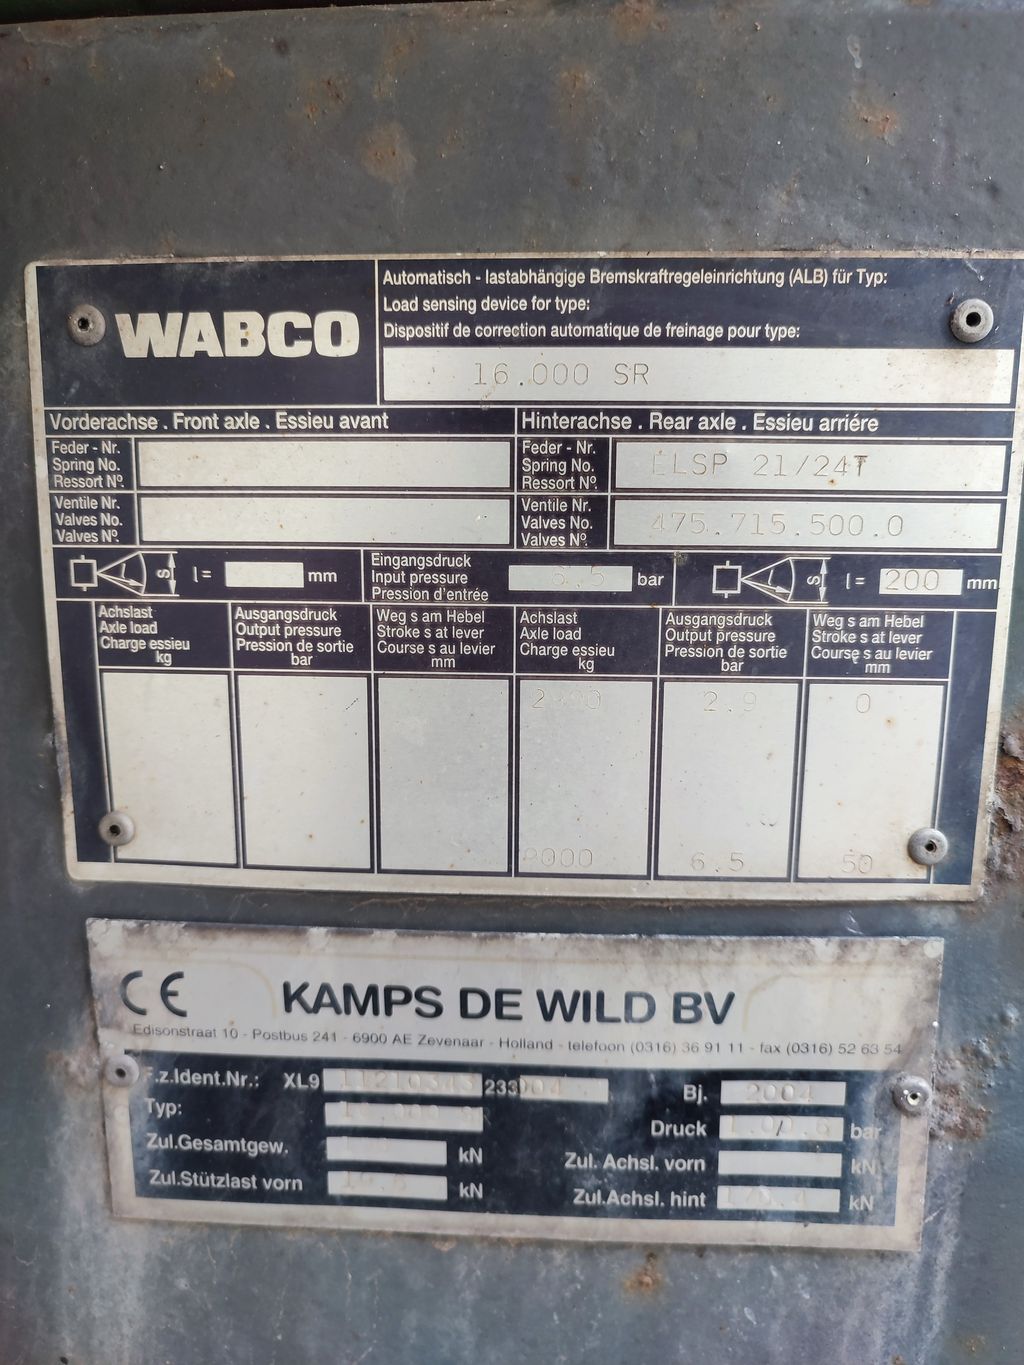 WABCO
Automatisch - lastabhängige Bremskraftregeleinrichtung (ALB) für Typ:
Load sensing device for type:
Dispositif de correction automatique de freinage pour type:
16.000 SR
Vorderachse . Front axle . Essieu avant
Hinterachse . Rear axle . Essieu arriére
Feder - Nr.
Spring No.
Ressort Nº.
Feder - Nr.
Spring No.
Ressort Nº.
ELSP 21/24T
Ventile Nr.
Valves No.
Valves Nº.
Ventile Nr.
Valves No.
Valves Nº.
475.715.500.0
S l = mm
Eingangsdruck
Input pressure
Pression d'entrée
6.5 bar
S l = 200 mm
Achslast
Axle load
Charge essieu
kg
Ausgangsdruck
Output pressure
Pression de sortie
bar
Weg s am Hebel
Stroke s at lever
Course s au levier
mm
Achslast
Axle load
Charge essieu
kg
Ausgangsdruck
Output pressure
Pression de sortie
bar
Weg s am Hebel
Stroke s at lever
Course s au levier
mm
2.9 0
6.5 50
CE KAMPS DE WILD BV
Edisonstraat 10 - Postbus 241 - 6900 AE Zevenaar - Holland - telefoon (0316) 36 91 11 - fax (0316) 52 63 54
F.z.Ident.Nr.: XL9 233004
Bj. 2004
Typ:
Druck bar
Zul.Gesamtgew. kN
Zul. Achsl. vorn kN
Zul.Stützlast vorn kN
Zul.Achsl. hint kN